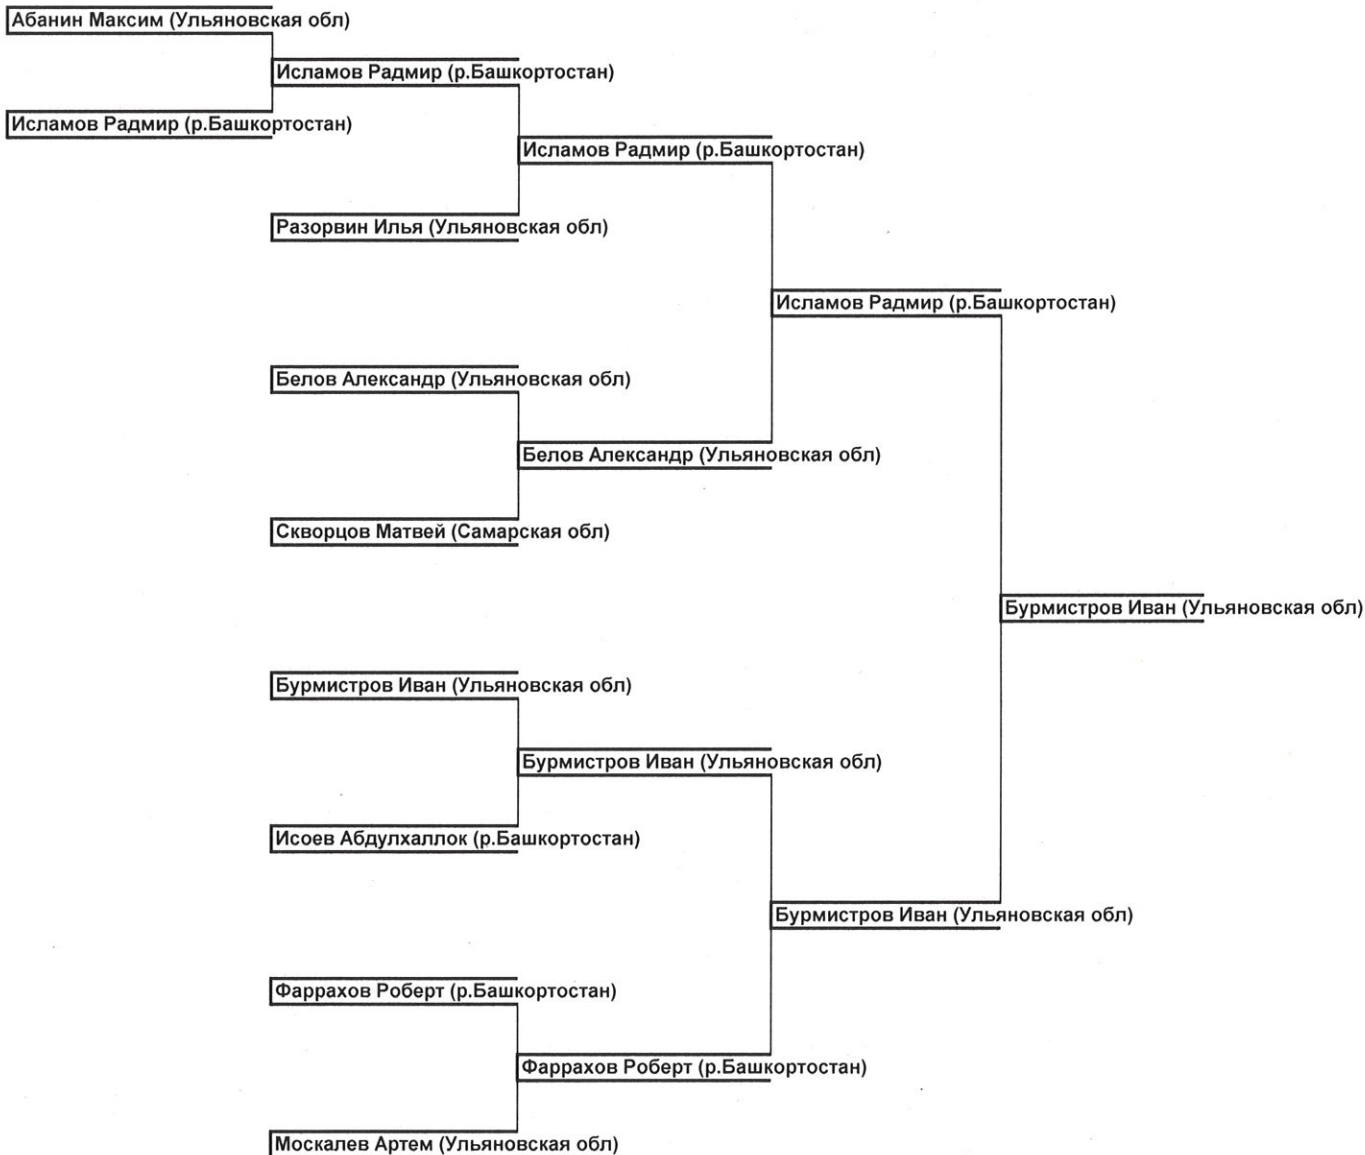 Абанин Максим (Ульяновская обл)
Исламов Радмир (р.Башкортостан)
Исламов Радмир (р.Башкортостан)
Исламов Радмир (р.Башкортостан)
Разорвин Илья (Ульяновская обл)
Исламов Радмир (р.Башкортостан)
Белов Александр (Ульяновская обл)
Белов Александр (Ульяновская обл)
Скворцов Матвей (Самарская обл)
Бурмистров Иван (Ульяновская обл)
Бурмистров Иван (Ульяновская обл)
Бурмистров Иван (Ульяновская обл)
Исоев Абдулхаллок (р.Башкортостан)
Бурмистров Иван (Ульяновская обл)
Фаррахов Роберт (р.Башкортостан)
Фаррахов Роберт (р.Башкортостан)
Москалев Артем (Ульяновская обл)